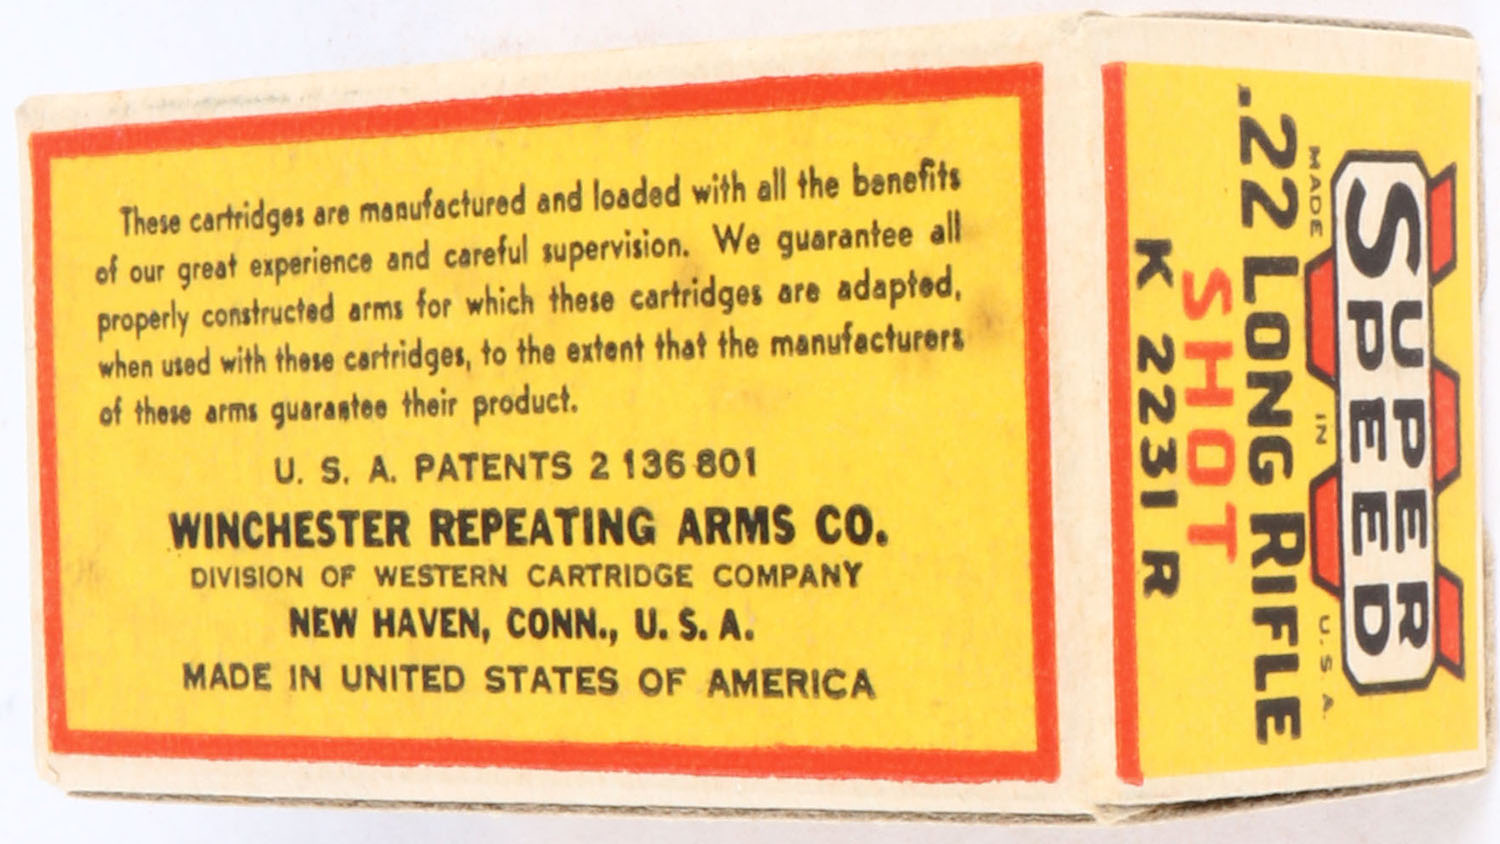 These cartridges are manufactured and loaded with all the benefits
of our great experience and careful supervision. We guarantee all
properly constructed arms for which these cartridges are adapted,
when used with these cartridges, to the extent that the manufacturers
of these arms guarantee their product.
U. S. A. PATENTS 2 136 801
WINCHESTER REPEATING ARMS CO.
DIVISION OF WESTERN CARTRIDGE COMPANY
NEW HAVEN, CONN., U. S. A.
MADE IN UNITED STATES OF AMERICA
SUPER
SPEED
MADE IN U. S. A.
.22 LONG RIFLE
SHOT
K 2231 R